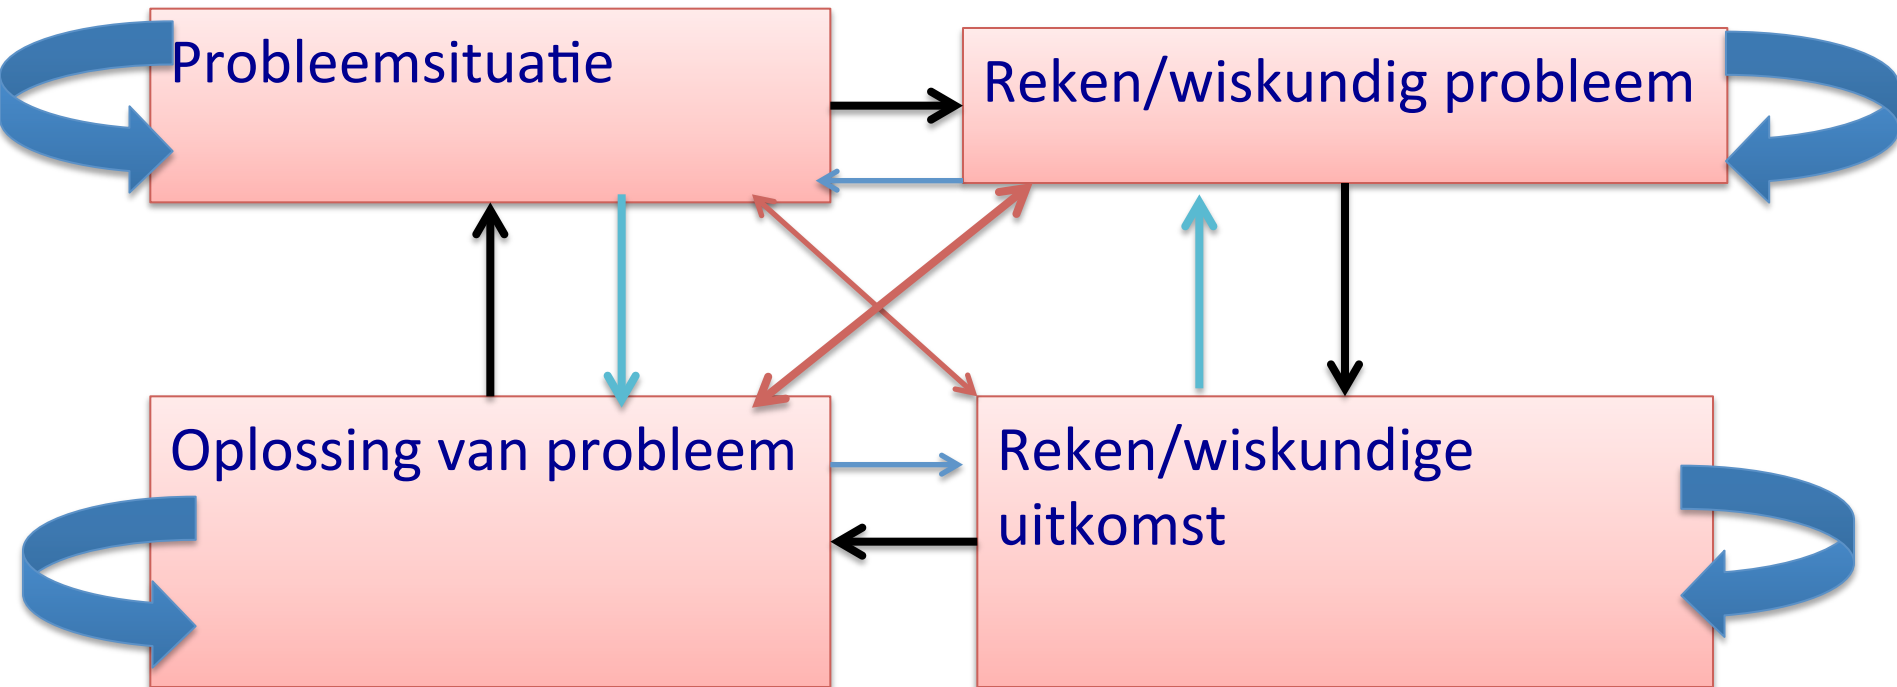 Probleemsituatie
Reken/wiskundig probleem
Oplossing van probleem
Reken/wiskundige
uitkomst